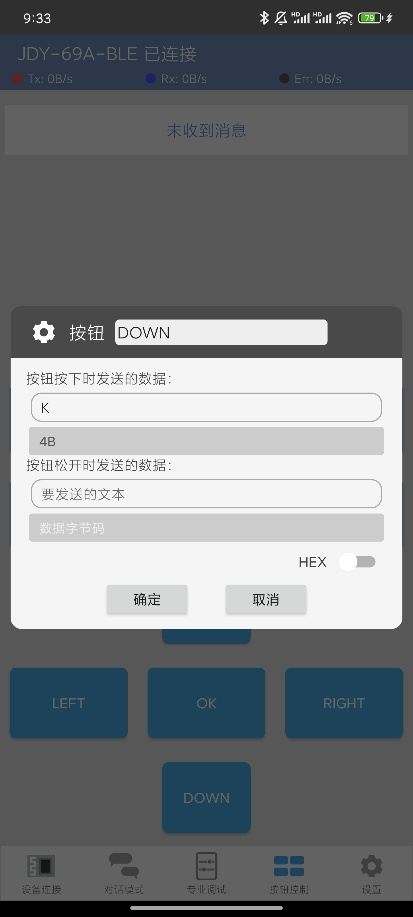 9:33
HD HD 79
JDY-69A-BLE 已连接
Tx: 0B/s Rx: 0B/s Err: 0B/s
未收到消息
按钮 DOWN
按钮按下时发送的数据:
K
4B
按钮松开时发送的数据:
要发送的文本
数据字节码
HEX
确定 取消
LEFT OK RIGHT
DOWN
设备连接 对话模式 专业调试 按钮控制 设置